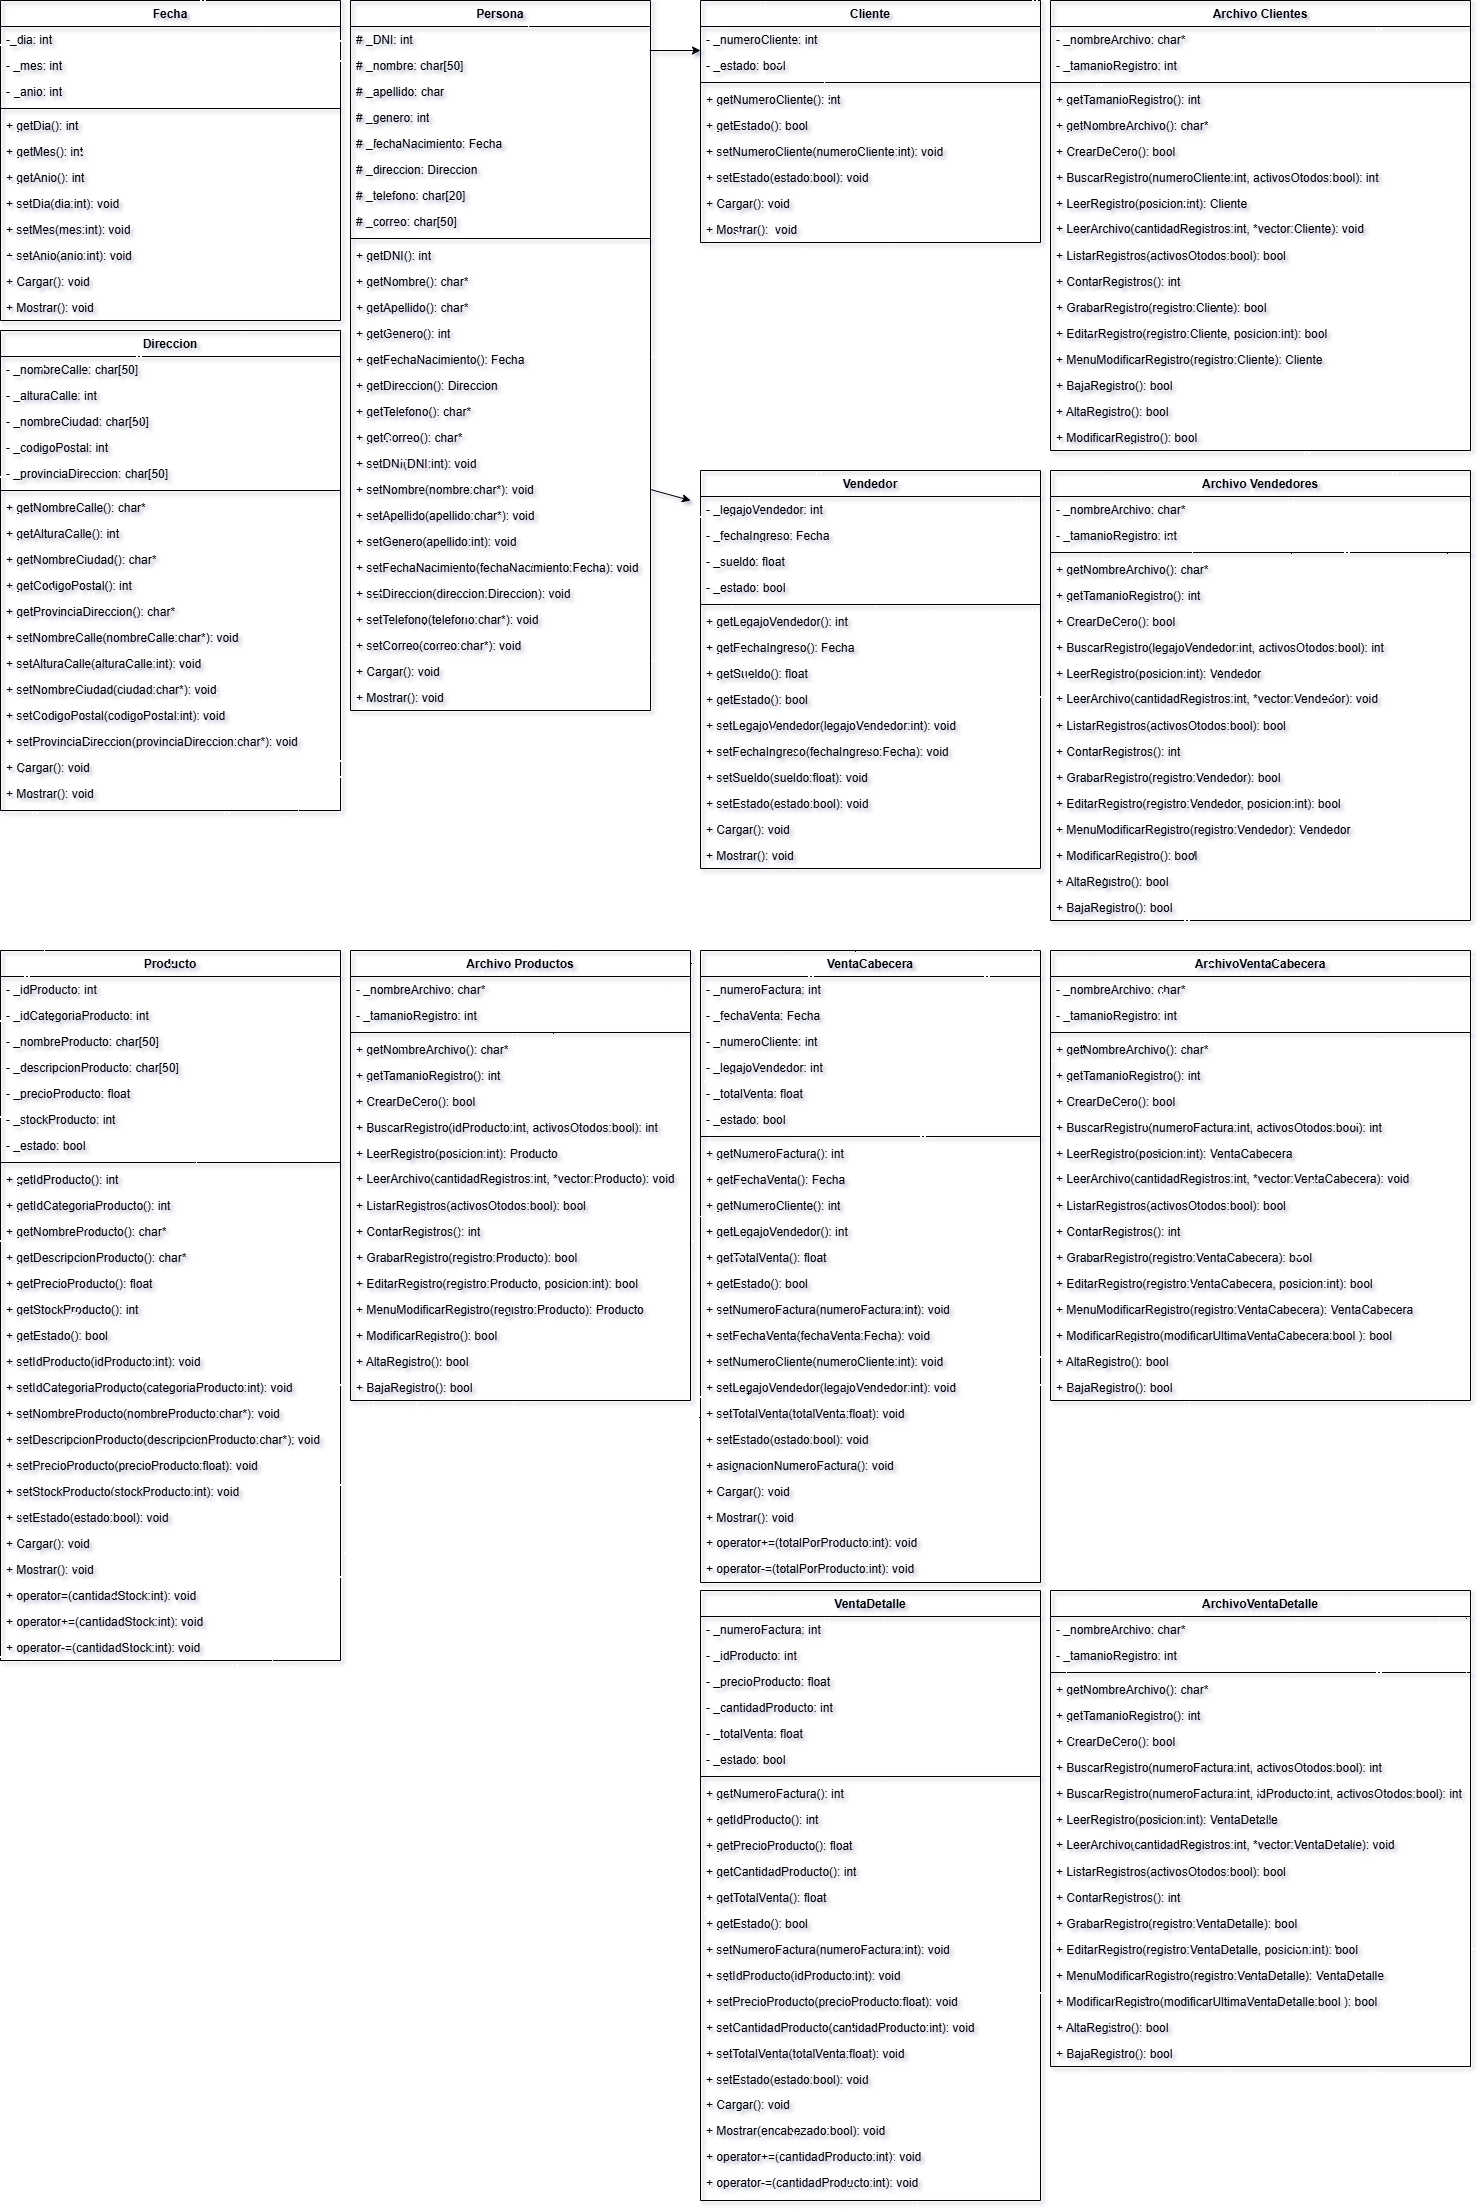 Fecha
-_dia: int
- _mes: int
- _anio: int
+ getDia(): int
+ getMes(): int
+ getAnio(): int
+ setDia(dia:int): void
+ setMes(mes:int): void
+ setAnio(anio:int): void
+ Cargar(): void
+ Mostrar(): void
Direccion
- _nombreCalle: char[50]
- _alturaCalle: int
- _nombreCiudad: char[50]
- _codigoPostal: int
- _provinciaDireccion: char[50]
+ getNombreCalle(): char*
+ getAlturaCalle(): int
+ getNombreCiudad(): char*
+ getCodigoPostal(): int
+ getProvinciaDireccion(): char*
+ setNombreCalle(nombreCalle:char*): void
+ setAlturaCalle(alturaCalle:int): void
+ setNombreCiudad(ciudad:char*): void
+ setCodigoPostal(codigoPostal:int): void
+ setProvinciaDireccion(provinciaDireccion:char*): void
+ Cargar(): void
+ Mostrar(): void
Persona
# _DNI: int
# _nombre: char[50]
# _apellido: char
# _genero: int
# _fechaNacimiento: Fecha
# _direccion: Direccion
# _telefono: char[20]
# _correo: char[50]
+ getDNI(): int
+ getNombre(): char*
+ getApellido(): char*
+ getGenero(): int
+ getFechaNacimiento(): Fecha
+ getDireccion(): Direccion
+ getTelefono(): char*
+ getCorreo(): char*
+ setDNI(DNI:int): void
+ setNombre(nombre:char*): void
+ setApellido(apellido:char*): void
+ setGenero(apellido:int): void
+ setFechaNacimiento(fechaNacimiento:Fecha): void
+ setDireccion(direccion:Direccion): void
+ setTelefono(telefono:char*): void
+ setCorreo(correo:char*): void
+ Cargar(): void
+ Mostrar(): void
Cliente
- _numeroCliente: int
- _estado: bool
+ getNumeroCliente(): int
+ getEstado(): bool
+ setNumeroCliente(numeroCliente:int): void
+ setEstado(estado:bool): void
+ Cargar(): void
+ Mostrar(): void
Archivo Clientes
- _nombreArchivo: char*
- _tamanioRegistro: int
+ getTamanioRegistro(): int
+ getNombreArchivo(): char*
+ CrearDeCero(): bool
+ BuscarRegistro(numeroCliente:int, activosOtodos:bool): int
+ LeerRegistro(posicion:int): Cliente
+ LeerArchivo(cantidadRegistros:int, *vector:Cliente): void
+ ListarRegistros(activosOtodos:bool): bool
+ ContarRegistros(): int
+ GrabarRegistro(registro:Cliente): bool
+ EditarRegistro(registro:Cliente, posicion:int): bool
+ MenuModificarRegistro(registro:Cliente): Cliente
+ BajaRegistro(): bool
+ AltaRegistro(): bool
+ ModificarRegistro(): bool
Vendedor
- _legajoVendedor: int
- _fechaIngreso: Fecha
- _sueldo: float
- _estado: bool
+ getLegajoVendedor(): int
+ getFechaIngreso(): Fecha
+ getSueldo(): float
+ getEstado(): bool
+ setLegajoVendedor(legajoVendedor:int): void
+ setFechaIngreso(fechaIngreso:Fecha): void
+ setSueldo(sueldo:float): void
+ setEstado(estado:bool): void
+ Cargar(): void
+ Mostrar(): void
Archivo Vendedores
- _nombreArchivo: char*
- _tamanioRegistro: int
+ getNombreArchivo(): char*
+ getTamanioRegistro(): int
+ CrearDeCero(): bool
+ BuscarRegistro(legajoVendedor:int, activosOtodos:bool): int
+ LeerRegistro(posicion:int): Vendedor
+ LeerArchivo(cantidadRegistros:int, *vector:Vendedor): void
+ ListarRegistros(activosOtodos:bool): bool
+ ContarRegistros(): int
+ GrabarRegistro(registro:Vendedor): bool
+ EditarRegistro(registro:Vendedor, posicion:int): bool
+ MenuModificarRegistro(registro:Vendedor): Vendedor
+ ModificarRegistro(): bool
+ AltaRegistro(): bool
+ BajaRegistro(): bool
Producto
- _idProducto: int
- _idCategoriaProducto: int
- _nombreProducto: char[50]
- _descripcionProducto: char[50]
- _precioProducto: float
- _stockProducto: int
- _estado: bool
+ getIdProducto(): int
+ getIdCategoriaProducto(): int
+ getNombreProducto(): char*
+ getDescripcionProducto(): char*
+ getPrecioProducto(): float
+ getStockProducto(): int
+ getEstado(): bool
+ setIdProducto(idProducto:int): void
+ setIdCategoriaProducto(categoriaProducto:int): void
+ setNombreProducto(nombreProducto:char*): void
+ setDescripcionProducto(descripcionProducto:char*): void
+ setPrecioProducto(precioProducto:float): void
+ setStockProducto(stockProducto:int): void
+ setEstado(estado:bool): void
+ Cargar(): void
+ Mostrar(): void
+ operator=(cantidadStock:int): void
+ operator+=(cantidadStock:int): void
+ operator-=(cantidadStock:int): void
Archivo Productos
- _nombreArchivo: char*
- _tamanioRegistro: int
+ getNombreArchivo(): char*
+ getTamanioRegistro(): int
+ CrearDeCero(): bool
+ BuscarRegistro(idProducto:int, activosOtodos:bool): int
+ LeerRegistro(posicion:int): Producto
+ LeerArchivo(cantidadRegistros:int, *vector:Producto): void
+ ListarRegistros(activosOtodos:bool): bool
+ ContarRegistros(): int
+ GrabarRegistro(registro:Producto): bool
+ EditarRegistro(registro:Producto, posicion:int): bool
+ MenuModificarRegistro(registro:Producto): Producto
+ ModificarRegistro(): bool
+ AltaRegistro(): bool
+ BajaRegistro(): bool
VentaCabecera
- _numeroFactura: int
- _fechaVenta: Fecha
- _numeroCliente: int
- _legajoVendedor: int
- _totalVenta: float
- _estado: bool
+ getNumeroFactura(): int
+ getFechaVenta(): Fecha
+ getNumeroCliente(): int
+ getLegajoVendedor(): int
+ getTotalVenta(): float
+ getEstado(): bool
+ setNumeroFactura(numeroFactura:int): void
+ setFechaVenta(fechaVenta:Fecha): void
+ setNumeroCliente(numeroCliente:int): void
+ setLegajoVendedor(legajoVendedor:int): void
+ setTotalVenta(totalVenta:float): void
+ setEstado(estado:bool): void
+ asignacionNumeroFactura(): void
+ Cargar(): void
+ Mostrar(): void
+ operator+=(totalPorProducto:int): void
+ operator-=(totalPorProducto:int): void
ArchivoVentaCabecera
- _nombreArchivo: char*
- _tamanioRegistro: int
+ getNombreArchivo(): char*
+ getTamanioRegistro(): int
+ CrearDeCero(): bool
+ BuscarRegistro(numeroFactura:int, activosOtodos:bool): int
+ LeerRegistro(posicion:int): VentaCabecera
+ LeerArchivo(cantidadRegistros:int, *vector:VentaCabecera): void
+ ListarRegistros(activosOtodos:bool): bool
+ ContarRegistros(): int
+ GrabarRegistro(registro:VentaCabecera): bool
+ EditarRegistro(registro:VentaCabecera, posicion:int): bool
+ MenuModificarRegistro(registro:VentaCabecera): VentaCabecera
+ ModificarRegistro(modificarUltimaVentaCabecera:bool ): bool
+ AltaRegistro(): bool
+ BajaRegistro(): bool
VentaDetalle
- _numeroFactura: int
- _idProducto: int
- _precioProducto: float
- _cantidadProducto: int
- _totalVenta: float
- _estado: bool
+ getNumeroFactura(): int
+ getIdProducto(): int
+ getPrecioProducto(): float
+ getCantidadProducto(): int
+ getTotalVenta(): float
+ getEstado(): bool
+ setNumeroFactura(numeroFactura:int): void
+ setIdProducto(idProducto:int): void
+ setPrecioProducto(precioProducto:float): void
+ setCantidadProducto(cantidadProducto:int): void
+ setTotalVenta(totalVenta:float): void
+ setEstado(estado:bool): void
+ Cargar(): void
+ Mostrar(encabezado:bool): void
+ operator+=(cantidadProducto:int): void
+ operator-=(cantidadProducto:int): void
ArchivoVentaDetalle
- _nombreArchivo: char*
- _tamanioRegistro: int
+ getNombreArchivo(): char*
+ getTamanioRegistro(): int
+ CrearDeCero(): bool
+ BuscarRegistro(numeroFactura:int, activosOtodos:bool): int
+ BuscarRegistro(numeroFactura:int, idProducto:int, activosOtodos:bool): int
+ LeerRegistro(posicion:int): VentaDetalle
+ LeerArchivo(cantidadRegistros:int, *vector:VentaDetalle): void
+ ListarRegistros(activosOtodos:bool): bool
+ ContarRegistros(): int
+ GrabarRegistro(registro:VentaDetalle): bool
+ EditarRegistro(registro:VentaDetalle, posicion:int): bool
+ MenuModificarRegistro(registro:VentaDetalle): VentaDetalle
+ ModificarRegistro(modificarUltimaVentaDetalle:bool ): bool
+ AltaRegistro(): bool
+ BajaRegistro(): bool